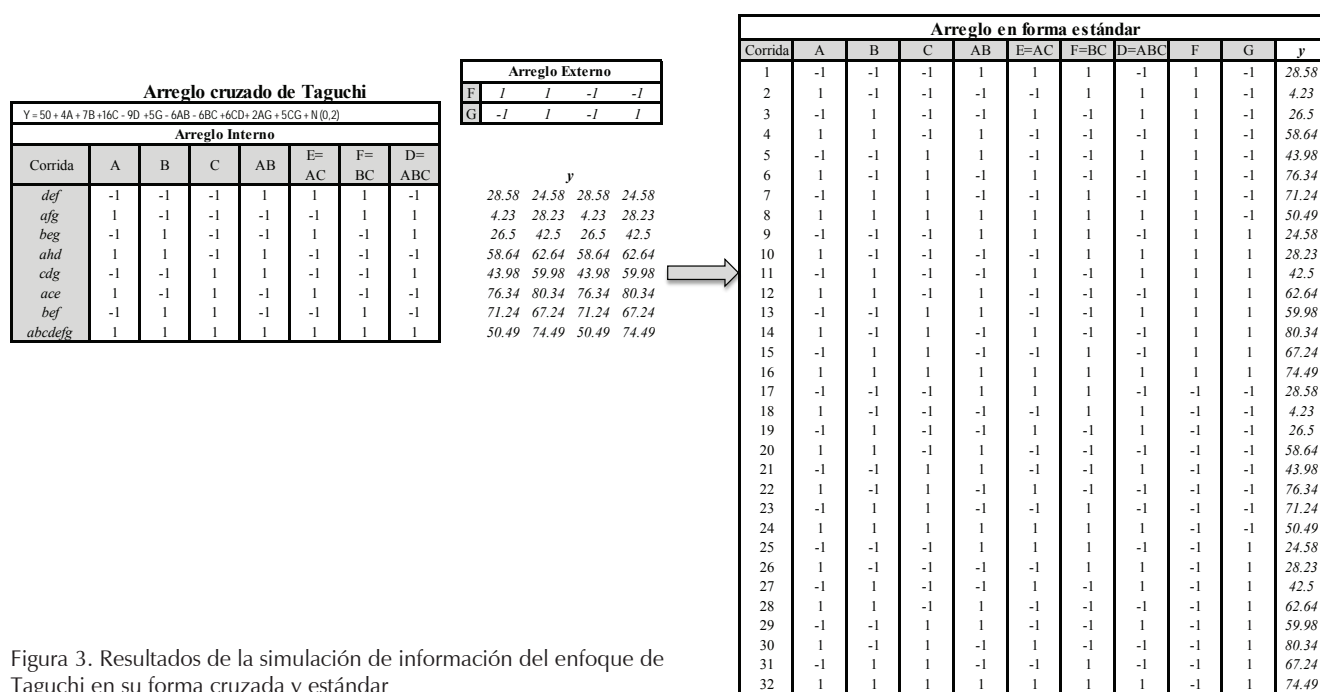 Arreglo cruzado de Taguchi
Y = 50 + 4A + 7B +16C - 9D +5G - 6AB - 6BC +6CD+ 2AG + 5CG + N (0,2)
Arreglo Interno
Corrida A B C AB E= AC F= BC D= ABC
def -1 -1 -1 1 1 1 -1
afg 1 -1 -1 -1 -1 1 1
beg -1 1 -1 -1 1 -1 1
ahd 1 1 -1 1 -1 -1 -1
cdg -1 -1 1 1 -1 -1 1
ace 1 -1 1 -1 1 -1 -1
bef -1 1 1 -1 -1 1 -1
abcdefg 1 1 1 1 1 1 1
Arreglo Externo
F 1 1 -1 -1
G -1 1 -1 1
y
28.58 24.58 28.58 24.58
4.23 28.23 4.23 28.23
26.5 42.5 26.5 42.5
58.64 62.64 58.64 62.64
43.98 59.98 43.98 59.98
76.34 80.34 76.34 80.34
71.24 67.24 71.24 67.24
50.49 74.49 50.49 74.49
Arreglo en forma estándar
Corrida A B C AB E=AC F=BC D=ABC F G y
1 -1 -1 -1 1 1 1 -1 1 -1 28.58
2 1 -1 -1 -1 -1 1 1 1 -1 4.23
3 -1 1 -1 -1 1 -1 1 1 -1 26.5
4 1 1 -1 1 -1 -1 -1 1 -1 58.64
5 -1 -1 1 1 -1 -1 1 1 -1 43.98
6 1 -1 1 -1 1 -1 -1 1 -1 76.34
7 -1 1 1 -1 -1 1 -1 1 -1 71.24
8 1 1 1 1 1 1 1 1 -1 50.49
9 -1 -1 -1 1 1 1 -1 1 1 24.58
10 1 -1 -1 -1 -1 1 1 1 1 28.23
11 -1 1 -1 -1 1 -1 1 1 1 42.5
12 1 1 -1 1 -1 -1 -1 1 1 62.64
13 -1 -1 1 1 -1 -1 1 1 1 59.98
14 1 -1 1 -1 1 -1 -1 1 1 80.34
15 -1 1 1 -1 -1 1 -1 1 1 67.24
16 1 1 1 1 1 1 1 1 1 74.49
17 -1 -1 -1 1 1 1 -1 -1 -1 28.58
18 1 -1 -1 -1 -1 1 1 -1 -1 4.23
19 -1 1 -1 -1 1 -1 1 -1 -1 26.5
20 1 1 -1 1 -1 -1 -1 -1 -1 58.64
21 -1 -1 1 1 -1 -1 1 -1 -1 43.98
22 1 -1 1 -1 1 -1 -1 -1 -1 76.34
23 -1 1 1 -1 -1 1 -1 -1 -1 71.24
24 1 1 1 1 1 1 1 -1 -1 50.49
25 -1 -1 -1 1 1 1 -1 -1 1 24.58
26 1 -1 -1 -1 -1 1 1 -1 1 28.23
27 -1 1 -1 -1 1 -1 1 -1 1 42.5
28 1 1 -1 1 -1 -1 -1 -1 1 62.64
29 -1 -1 1 1 -1 -1 1 -1 1 59.98
30 1 -1 1 -1 1 -1 -1 -1 1 80.34
31 -1 1 1 -1 -1 1 -1 -1 1 67.24
32 1 1 1 1 1 1 1 -1 1 74.49
Figura 3. Resultados de la simulación de información del enfoque de
Taguchi en su forma cruzada y estándar